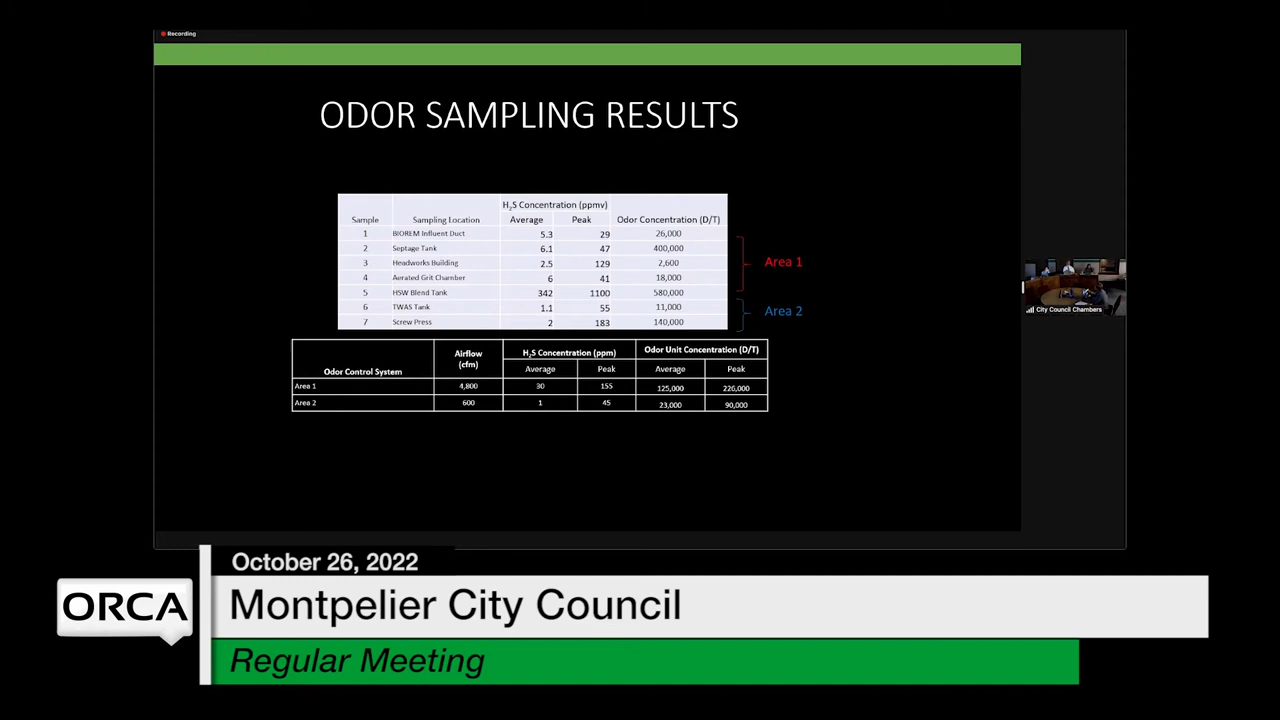 Recording
ODOR SAMPLING RESULTS
H2S Concentration (ppmv)
Sample Sampling Location Average Peak Odor Concentration (D/T)
1 BIOREM Influent Duct 5.3 29 26,000
2 Septage Tank 6.1 47 400,000
3 Headworks Building 2.5 129 2,600
4 Aerated Grit Chamber 6 41 18,000
5 HSW Blend Tank 342 1100 580,000
6 TWAS Tank 1.1 55 11,000
7 Screw Press 2 183 140,000
Area 1
Area 2
Odor Control System Airflow (cfm) H2S Concentration (ppm) Odor Unit Concentration (D/T)
Average Peak Average Peak
Area 1 4,800 30 155 125,000 226,000
Area 2 600 1 45 23,000 90,000
City Council Chambers
October 26, 2022
ORCA
Montpelier City Council
Regular Meeting